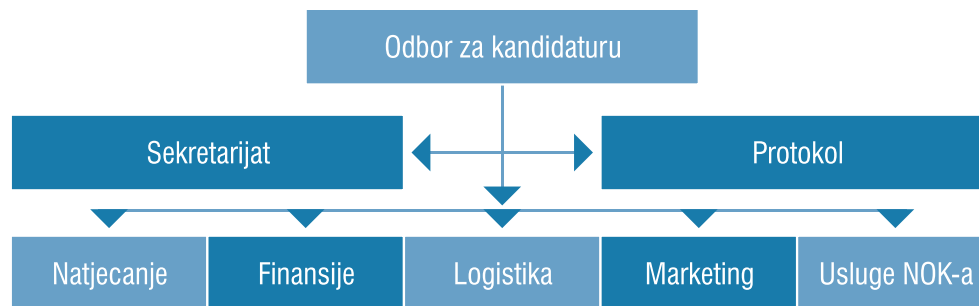 Odbor za kandidaturu
Sekretarijat
Protokol
Natjecanje
Finansije
Logistika
Marketing
Usluge NOK-a